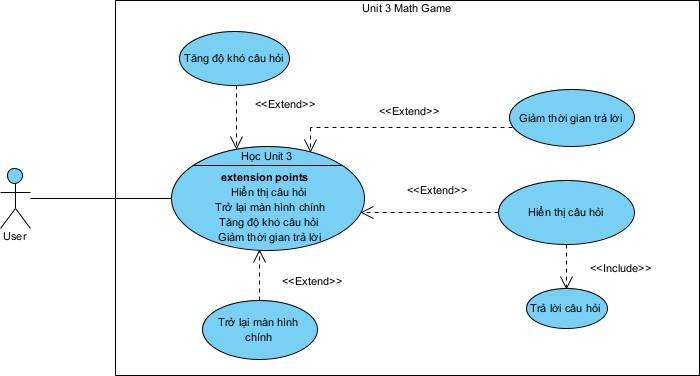 Unit 3 Math Game
Tăng độ khó câu hỏi
<<Extend>>
<<Extend>>
Giảm thời gian trả lời
Học Unit 3
extension points
Hiển thị câu hỏi
Trở lại màn hình chính
Tăng độ khó câu hỏi
Giảm thời gian trả lời
<<Extend>>
Hiển thị câu hỏi
User
<<Include>>
<<Extend>>
Trả lời câu hỏi
Trở lại màn hình
chính